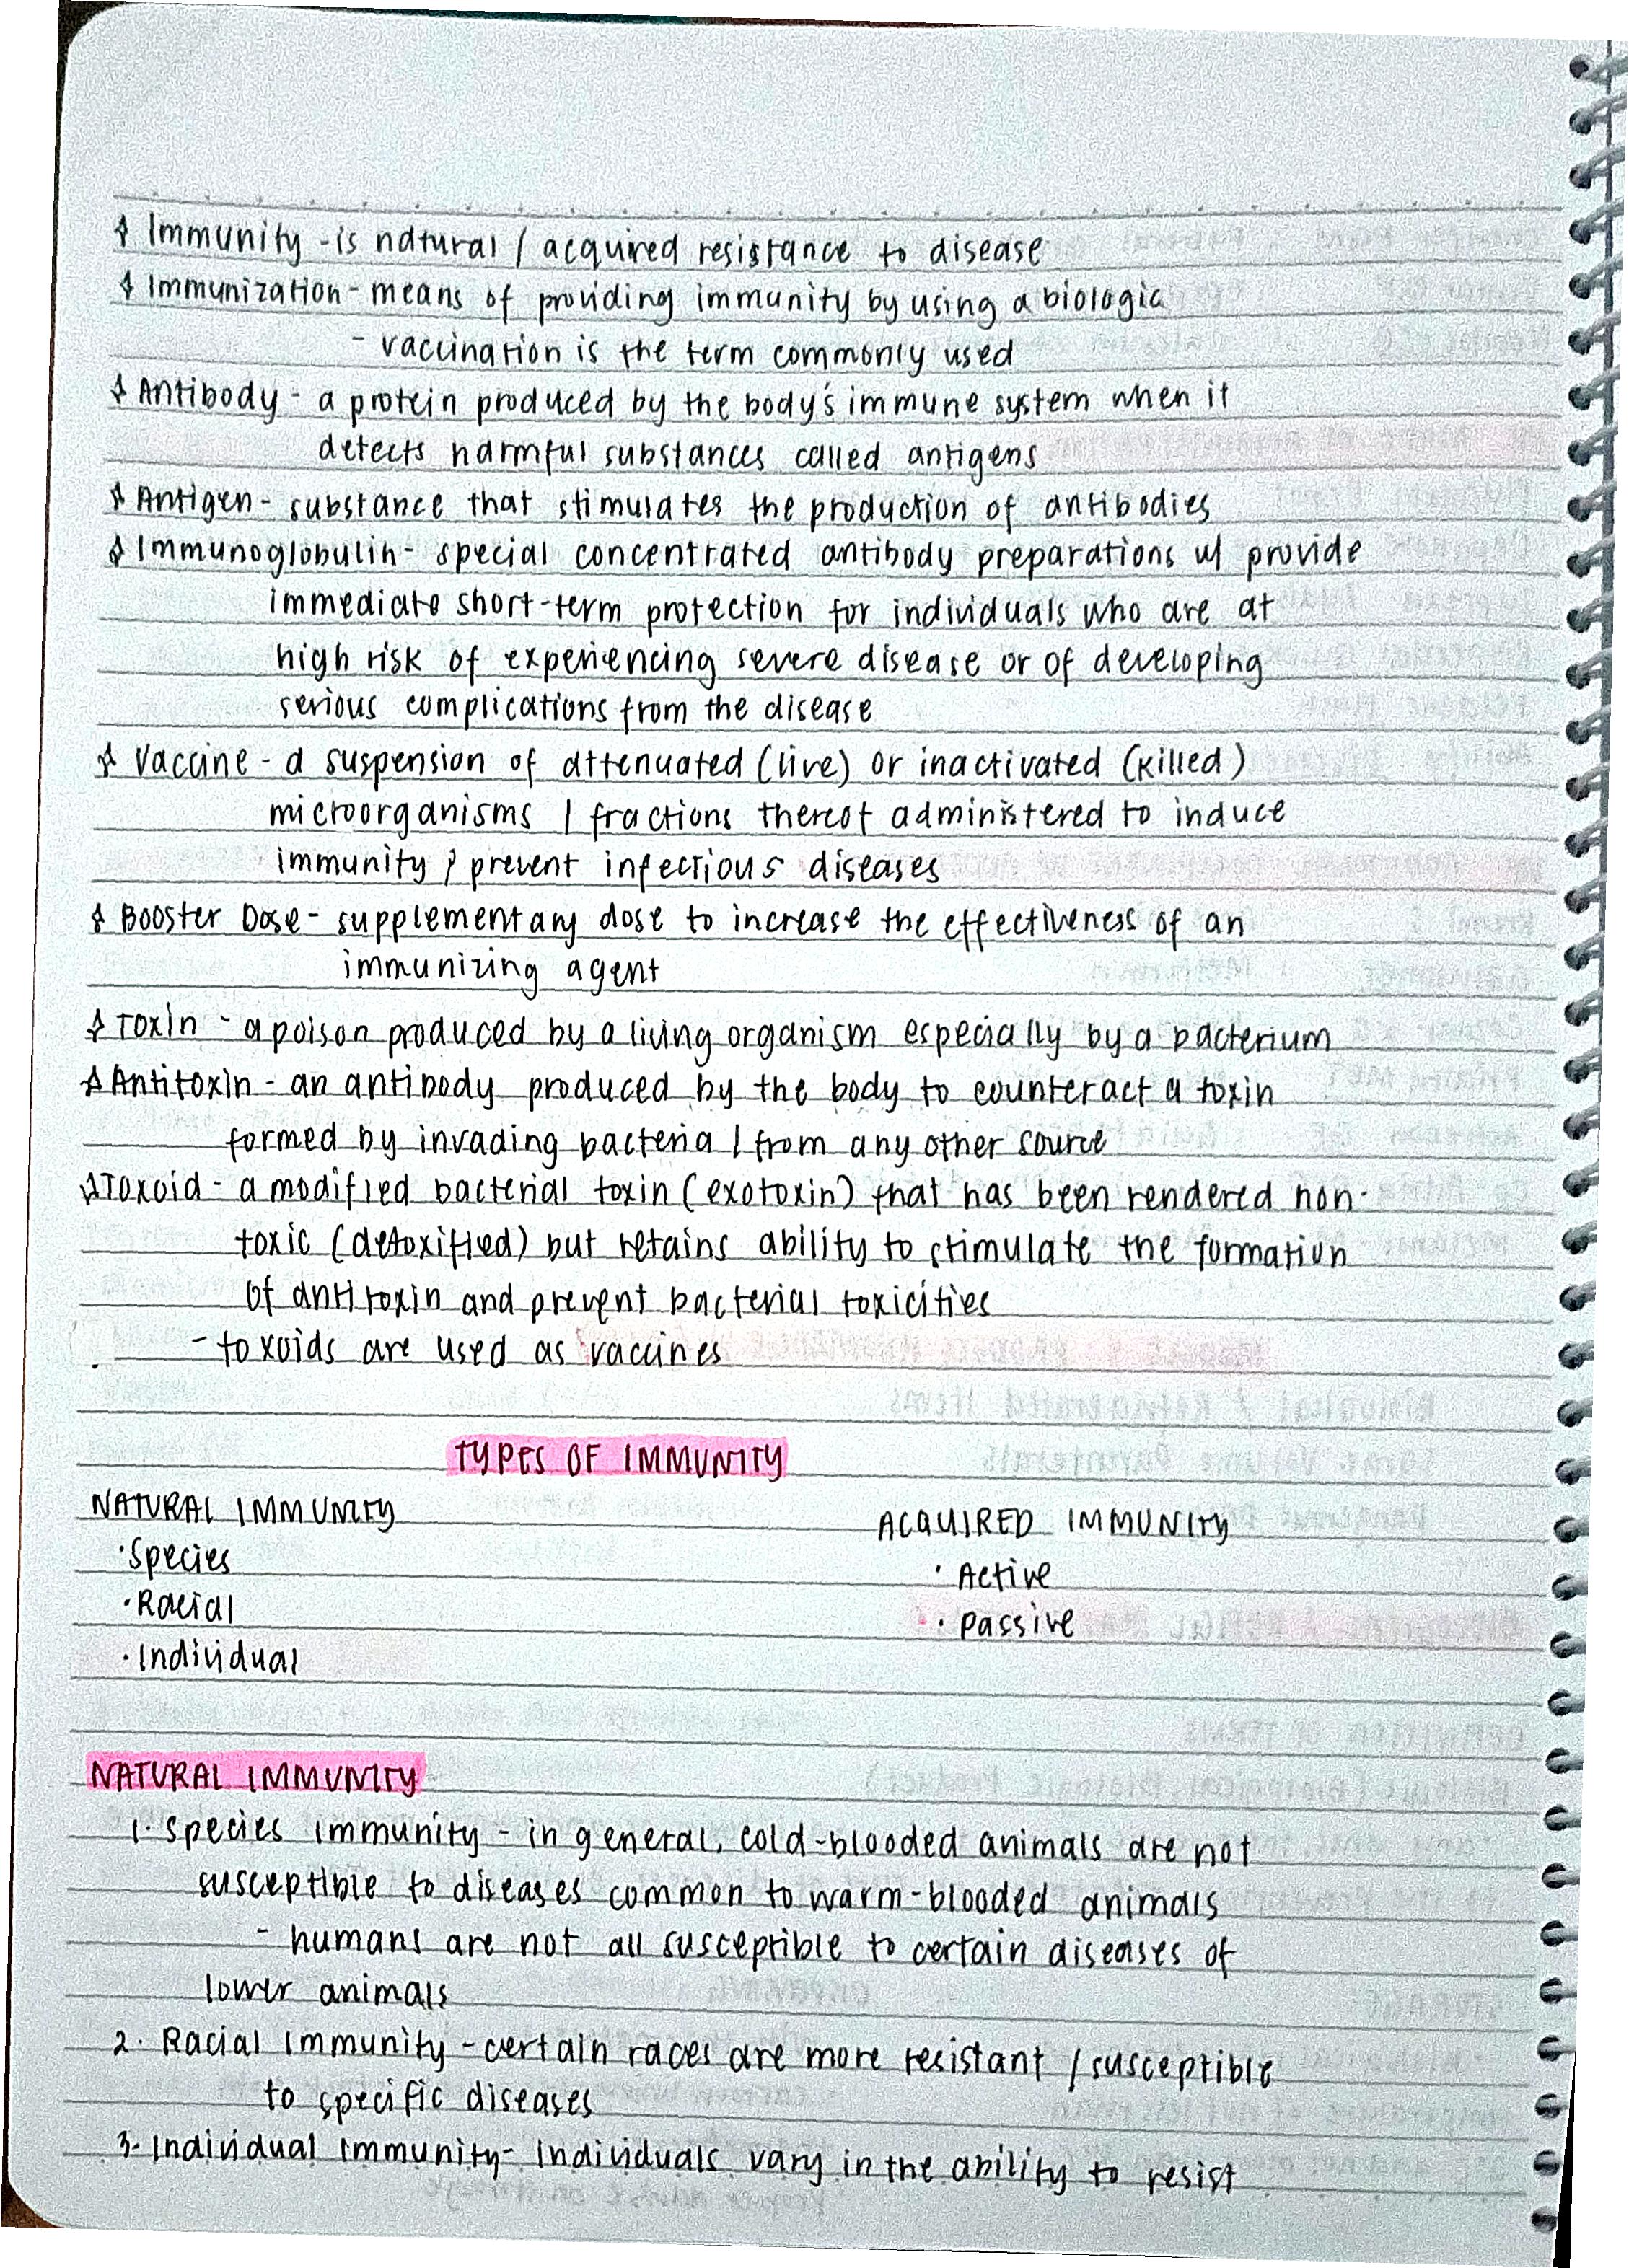 ☆ Immunity - is natural / acquired resistance to disease
☆ Immunization - means of providing immunity by using a biologic
- vaccination is the term commonly used
☆ Antibody - a protein produced by the body's immune system when it
detects harmful substances called antigens
☆ Antigen - substance that stimulates the production of antibodies
☆ Immunoglobulin - special concentrated antibody preparations w/ provide
immediate short-term protection for individuals who are at
high risk of experiencing severe disease or of developing
serious complications from the disease
☆ Vaccine - a suspension of attenuated (live) or inactivated (killed)
microorganisms / fractions thereof administered to induce
immunity & prevent infectious diseases
☆ Booster Dose - supplementary dose to increase the effectiveness of an
immunizing agent
☆ Toxin - a poison produced by a living organism especially by a bacterium
☆ Antitoxin - an antibody produced by the body to counteract a toxin
formed by invading bacteria / from any other source
☆ Toxoid - a modified bacterial toxin (exotoxin) that has been rendered non-
toxic (detoxified) but retains ability to stimulate the formation
of antitoxin and prevent bacterial toxicities
- toxoids are used as vaccines
TYPES OF IMMUNITY
NATURAL IMMUNITY
· Species
· Racial
· Individual
ACQUIRED IMMUNITY
· Active
· Passive
NATURAL IMMUNITY
1. Species immunity - in general, cold-blooded animals are not
susceptible to diseases common to warm-blooded animals
- humans are not all susceptible to certain diseases of
lower animals
2. Racial Immunity - certain races are more resistant / susceptible
to specific diseases
3. Individual Immunity - Individuals vary in the ability to resist